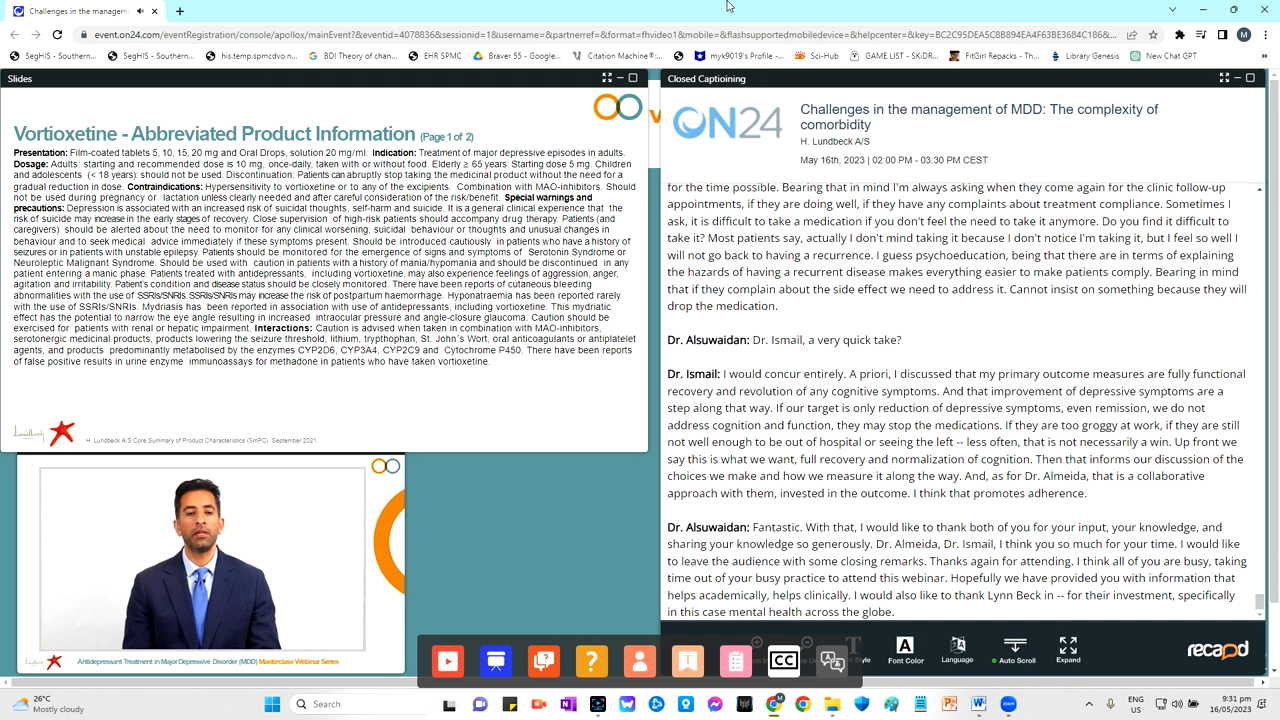 Challenges in the managem
event.on24.com/eventRegistration/console/apollox/mainEvent?&eventid=4078836&sessionid=1&username=&partnerref=&format=fhvideo1&mobile=&flashsupportedmobiledevice=&helpcenter=&key=BC2C95DEA5C8B894EA4F63BE3684C186&...
M
SegHIS - Southern...
SegHIS - Southern...
his.temp.spmcdvo.n...
BDI Theory of chan...
EHR SPMC
Braver 55 - Google...
Citation Machine®...
myk9019's Profile -...
Sci-Hub
GAME LIST - SKiDR...
FitGirl Repacks - Th...
Library Genesis
New Chat GPT
Slides
Vortioxetine - Abbreviated Product Information (Page 1 of 2)
Presentation: Film-coated tablets 5, 10, 15, 20 mg and Oral Drops, solution 20 mg/ml. Indication: Treatment of major depressive episodes in adults.
Dosage: Adults: starting and recommended dose is 10 mg, once-daily, taken with or without food. Elderly ≥ 65 years: Starting dose 5 mg. Children
and adolescents (< 18 years): should not be used. Discontinuation: Patients can abruptly stop taking the medicinal product without the need for a
gradual reduction in dose. Contraindications: Hypersensitivity to vortioxetine or to any of the excipients. Combination with MAO-inhibitors. Should
not be used during pregnancy or lactation unless clearly needed and after careful consideration of the risk/benefit. Special warnings and
precautions: Depression is associated with an increased risk of suicidal thoughts, self-harm and suicide. It is a general clinical experience that the
risk of suicide may increase in the early stages of recovery. Close supervision of high-risk patients should accompany drug therapy. Patients (and
caregivers) should be alerted about the need to monitor for any clinical worsening, suicidal behaviour or thoughts and unusual changes in
behaviour and to seek medical advice immediately if these symptoms present. Should be introduced cautiously in patients who have a history of
seizures or in patients with unstable epilepsy. Patients should be monitored for the emergence of signs and symptoms of Serotonin Syndrome or
Neuroleptic Malignant Syndrome. Should be used with caution in patients with a history of mania/hypomania and should be discontinued in any
patient entering a manic phase. Patients treated with antidepressants, including vortioxetine, may also experience feelings of aggression, anger,
agitation and irritability. Patient's condition and disease status should be closely monitored. There have been reports of cutaneous bleeding
abnormalities with the use of SSRIs/SNRIs. SSRIs/SNRIs may increase the risk of postpartum haemorrhage. Hyponatraemia has been reported rarely
with the use of SSRIs/SNRIs. Mydriasis has been reported in association with use of antidepressants, including vortioxetine. This mydriatic
effect has the potential to narrow the eye angle resulting in increased intraocular pressure and angle-closure glaucoma. Caution should be
exercised for patients with renal or hepatic impairment. Interactions: Caution is advised when taken in combination with MAO-inhibitors,
serotonergic medicinal products, products lowering the seizure threshold, lithium, trypthophan, St. John´s Wort, oral anticoagulants or antiplatelet
agents, and products predominantly metabolised by the enzymes CYP2D6, CYP3A4, CYP2C9 and Cytochrome P450. There have been reports
of false positive results in urine enzyme immunoassays for methadone in patients who have taken vortioxetine.
Lundbeck
H. Lundbeck A/S Core Summary of Product Characteristics (SmPC). September 2021.
Lundbeck
Antidepressant Treatment in Major Depressive Disorder (MDD) Masterclass Webinar Series
Closed Captioining
ON24
Challenges in the management of MDD: The complexity of
comorbidity
H. Lundbeck A/S
May 16th, 2023 | 02:00 PM - 03:30 PM CEST
for the time possible. Bearing that in mind I'm always asking when they come again for the clinic follow-up
appointments, if they are doing well, if they have any complaints about treatment compliance. Sometimes I
ask, it is difficult to take a medication if you don't feel the need to take it anymore. Do you find it difficult to
take it? Most patients say, actually I don't mind taking it because I don't notice I'm taking it, but I feel so well I
will not go back to having a recurrence. I guess psychoeducation, being that there are in terms of explaining
the hazards of having a recurrent disease makes everything easier to make patients comply. Bearing in mind
that if they complain about the side effect we need to address it. Cannot insist on something because they will
drop the medication.
Dr. Alsuwaidan: Dr. Ismail, a very quick take?
Dr. Ismail: I would concur entirely. A priori, I discussed that my primary outcome measures are fully functional
recovery and revolution of any cognitive symptoms. And that improvement of depressive symptoms are a
step along that way. If our target is only reduction of depressive symptoms, even remission, we do not
address cognition and function, they may stop the medications. If they are too groggy at work, if they are still
not well enough to be out of hospital or seeing the left -- less often, that is not necessarily a win. Up front we
say this is what we want, full recovery and normalization of cognition. Then that informs our discussion of the
choices we make and how we measure it along the way. And, as for Dr. Almeida, that is a collaborative
approach with them, invested in the outcome. I think that promotes adherence.
Dr. Alsuwaidan: Fantastic. With that, I would like to thank both of you for your input, your knowledge, and
sharing your knowledge so generously. Dr. Almeida, Dr. Ismail, I think you so much for your time. I would like
to leave the audience with some closing remarks. Thanks again for attending. I think all of you are busy, taking
time out of your busy practice to attend this webinar. Hopefully we have provided you with information that
helps academically, helps clinically. I would also like to thank Lynn Beck in -- for their investment, specifically
in this case mental health across the globe.
Font Color
Language
Auto Scroll
Expand
recapd
CC
26°C
Mostly cloudy
Search
ENG
US
9:31 pm
16/05/2023